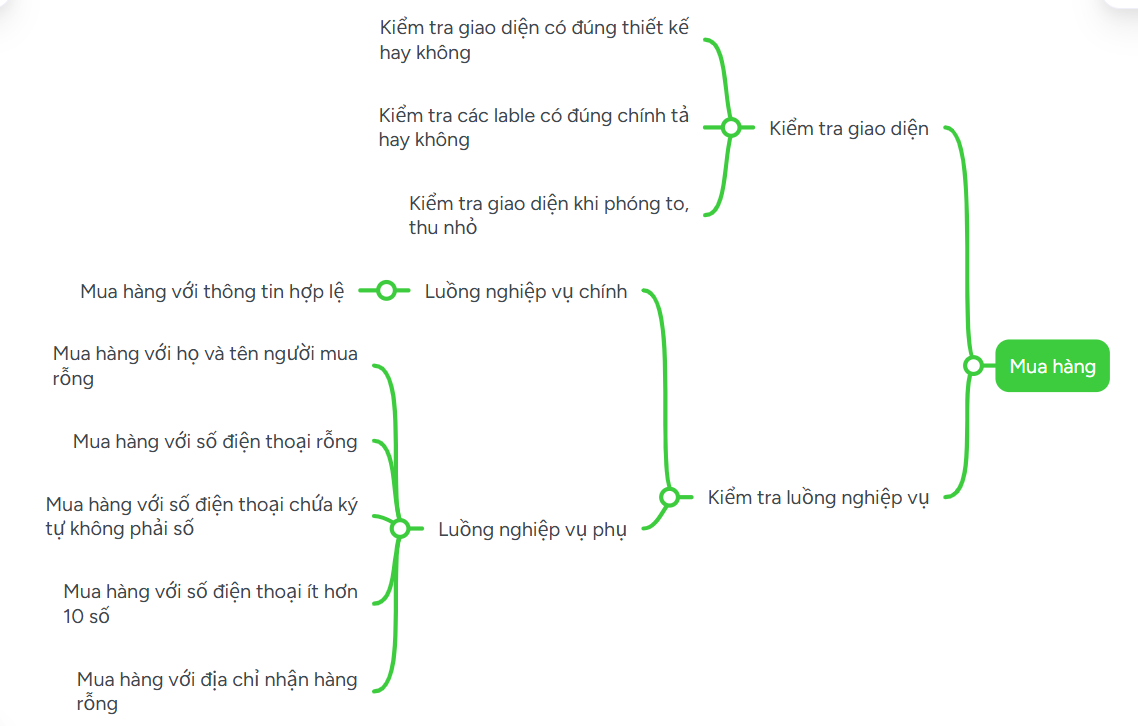 Kiểm tra giao diện có đúng thiết kế
hay không
Kiểm tra các lable có đúng chính tả
hay không
Kiểm tra giao diện
Kiểm tra giao diện khi phóng to,
thu nhỏ
Mua hàng với thông tin hợp lệ
Luồng nghiệp vụ chính
Mua hàng với họ và tên người mua
rỗng
Mua hàng
Mua hàng với số điện thoại rỗng
Mua hàng với số điện thoại chứa ký
tự không phải số
Luồng nghiệp vụ phụ
Kiểm tra luồng nghiệp vụ
Mua hàng với số điện thoại ít hơn
10 số
Mua hàng với địa chỉ nhận hàng
rỗng